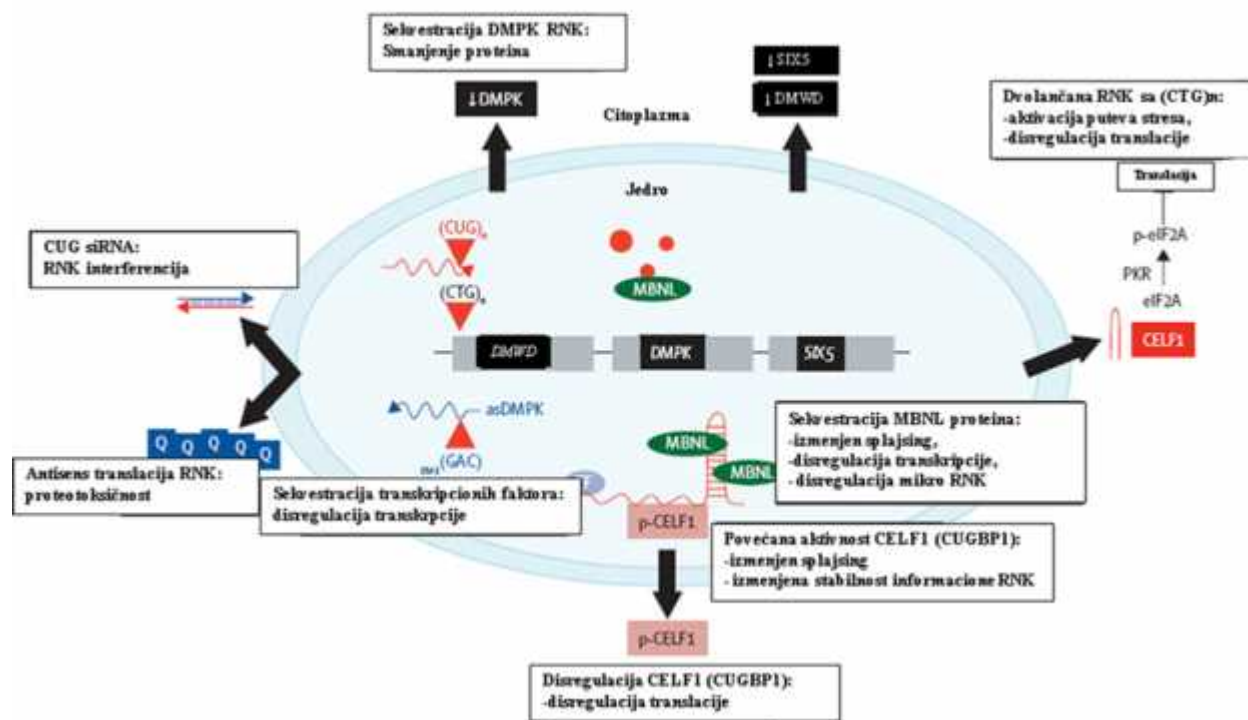 Sekvestracija DMPK RNK:
Smanjenje proteina
↓DMPK
↓SIX5
↓DMWD
Citoplazma
Dvolančana RNK sa (CTG)n:
-aktivacija puteva stresa,
-disregulacija translacije
Translacija
p-eIF2A
PKR
eIF2A
CELF1
Jedro
CUG siRNA:
RNK interferencija
(CUG)n
(CTG)n
MBNL
DMWD
DMPK
SIX5
asDMPK
(GAC)
Q Q Q Q Q
Antisens translacija RNK:
proteotoksičnost
Sekvestracija transkripcionih faktora:
disregulacija transkrpcije
MBNL
MBNL
Sekvestracija MBNL proteina:
-izmenjen splajsing,
-disregulacija transkripcije,
- disregulacija mikro RNK
p-CELF1
Povećana aktivnost CELF1 (CUGBP1):
-izmenjen splajsing
- izmenjena stabilnost informacione RNK
p-CELF1
Disregulacija CELF1 (CUGBP1):
-disregulacija translacije